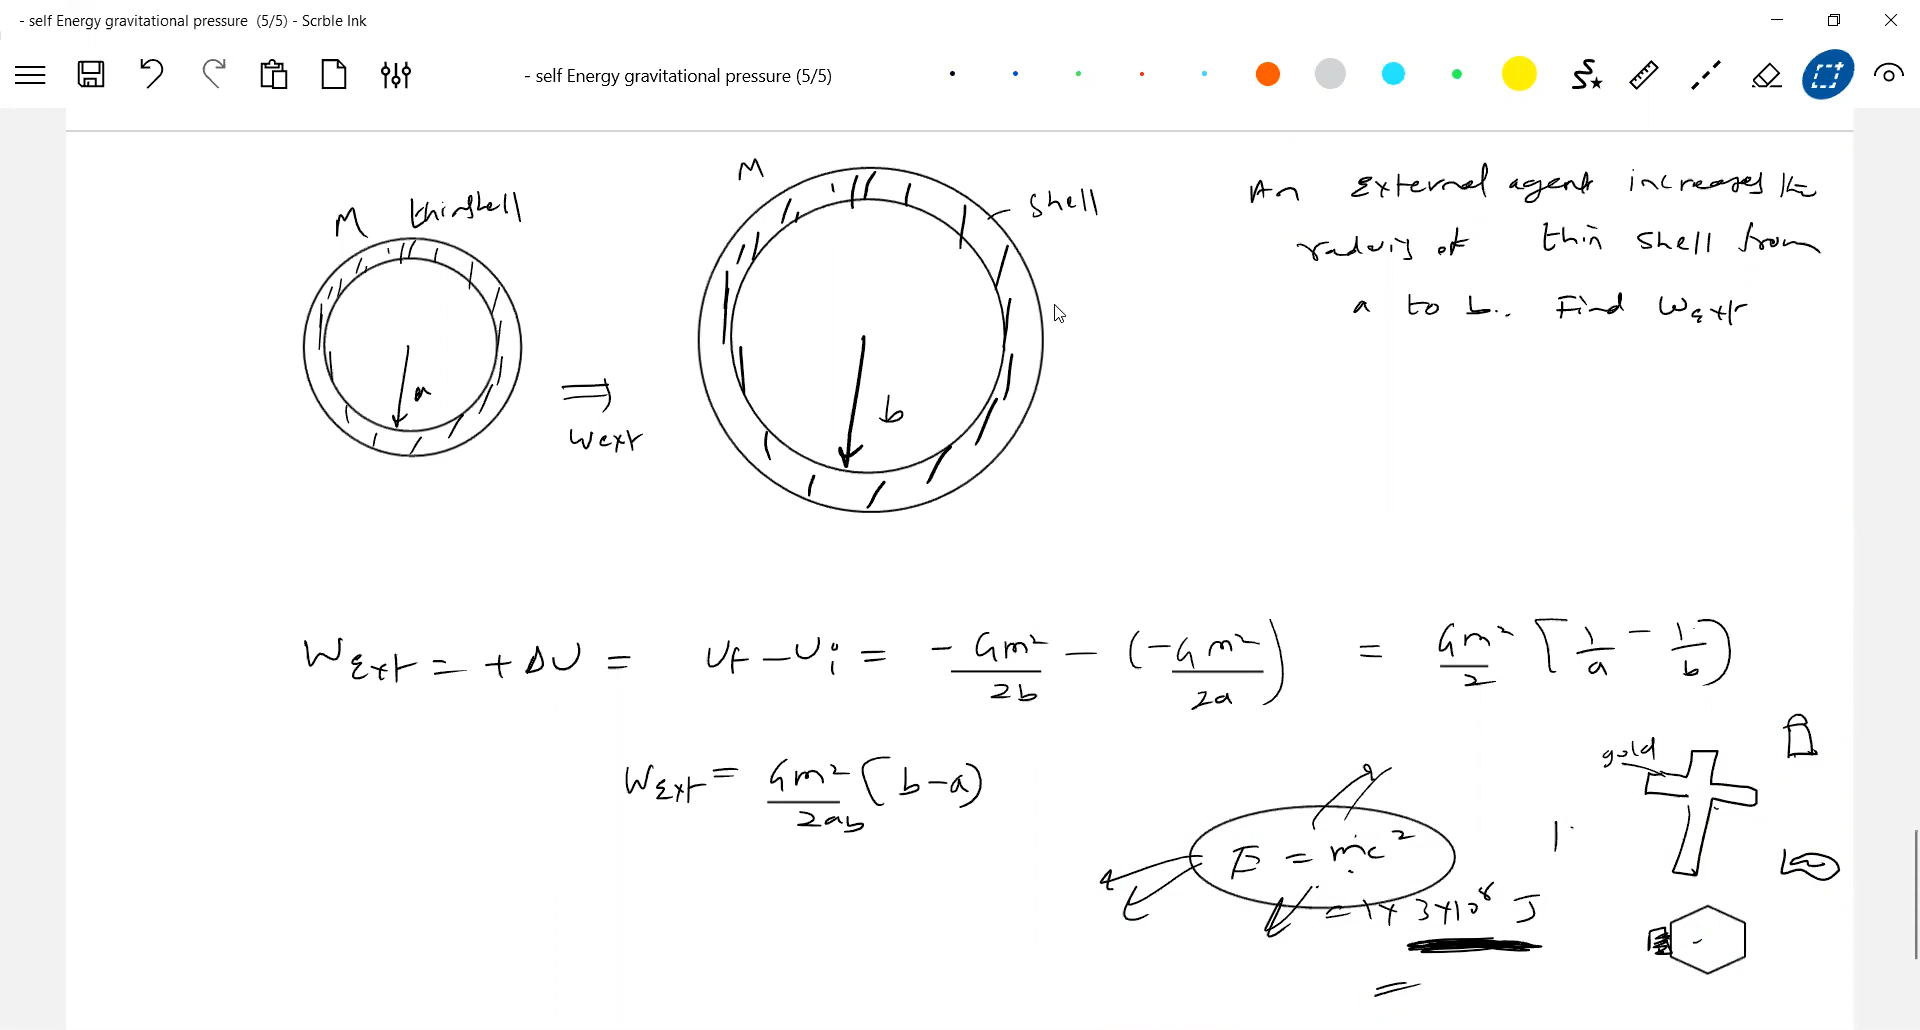 - self Energy gravitational pressure (5/5) - Scrble Ink
- self Energy gravitational pressure (5/5)
M thinshell
M
shell
An External agent increases the
radius of thin shell from
a to b.. Find WExt
a
b
⇒
Wext
WExt = +ΔU = Uf - Ui = -Gm²/2b - (-Gm²/2a) = Gm²/2 [1/a - 1/b)
WExt = Gm²/2ab (b-a)
gold
E = mc²
= 1x 3x10⁸ J
=